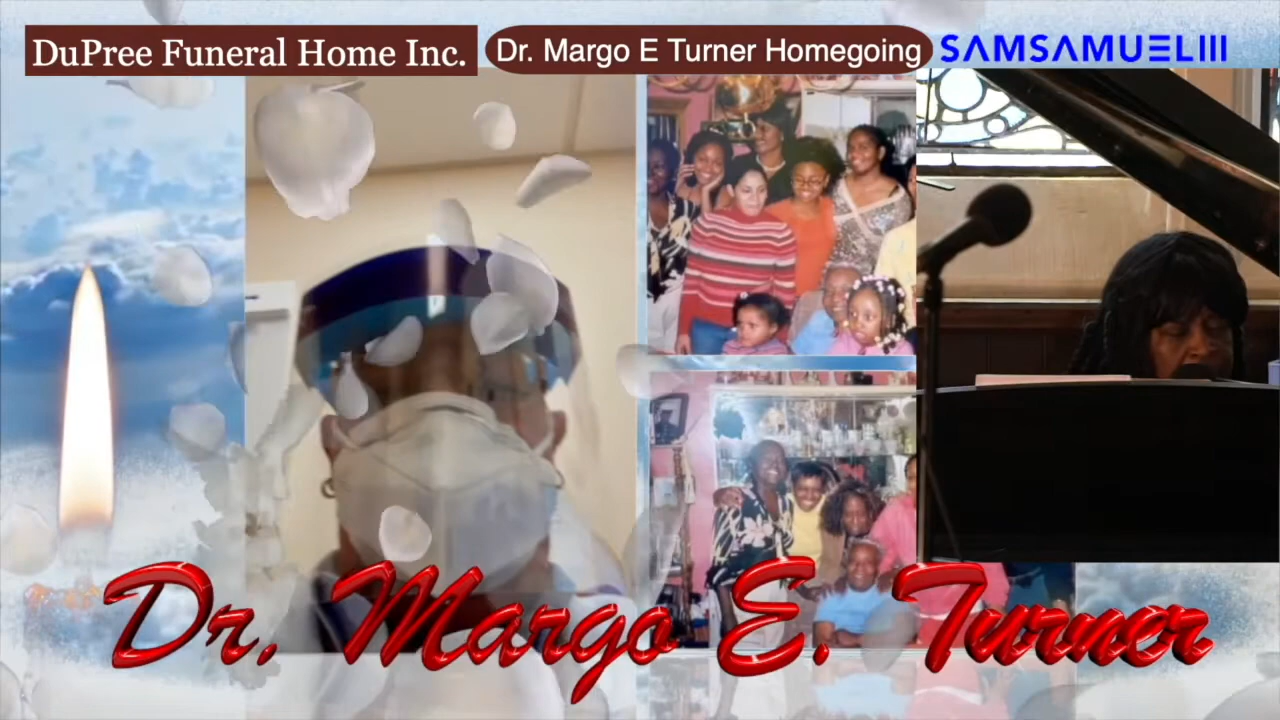 DuPree Funeral Home Inc.
Dr. Margo E Turner Homegoing
SAMSAMUELIII
Dr. Margo E. Turner